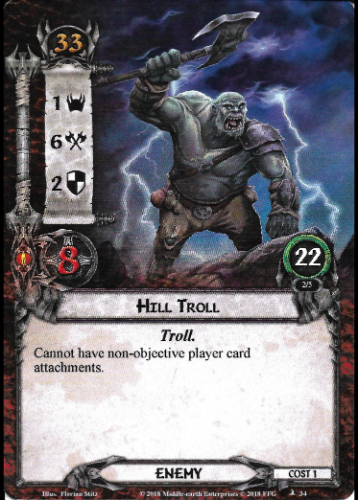 33
1
6
2
8
22
2/5
HILL TROLL
Troll.
Cannot have non-objective player card
attachments.
ENEMY
COST 1
Illus. Florian Stitz © 2018 Middle-earth Enterprises © 2018 FFG 34